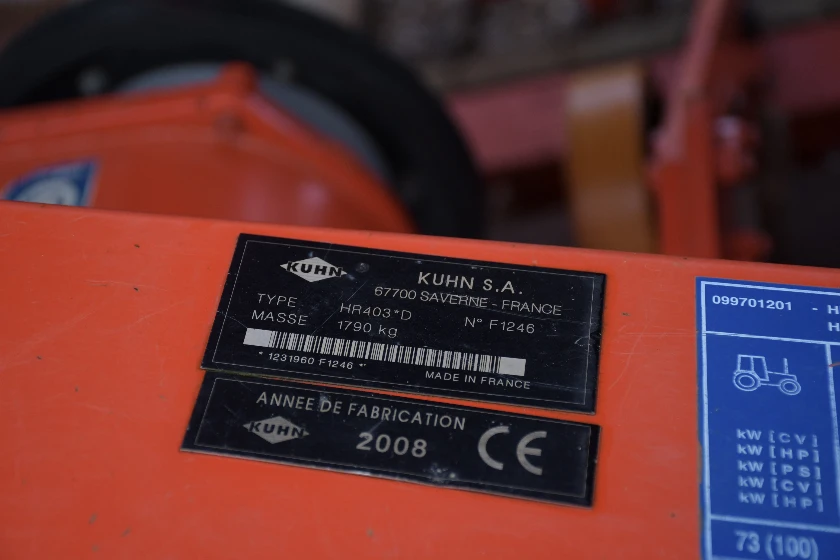 KUHN
KUHN S.A.
67700 SAVERNE - FRANCE
TYPE HR403*D N° F1246
MASSE 1790 kg
* 1231960 F1246 *
MADE IN FRANCE
ANNEE DE FABRICATION
KUHN 2008 CE
099701201 - H
H
kW [CV]
kW [HP]
kW [PS]
kW [CV]
kW [HP]
73 (100)